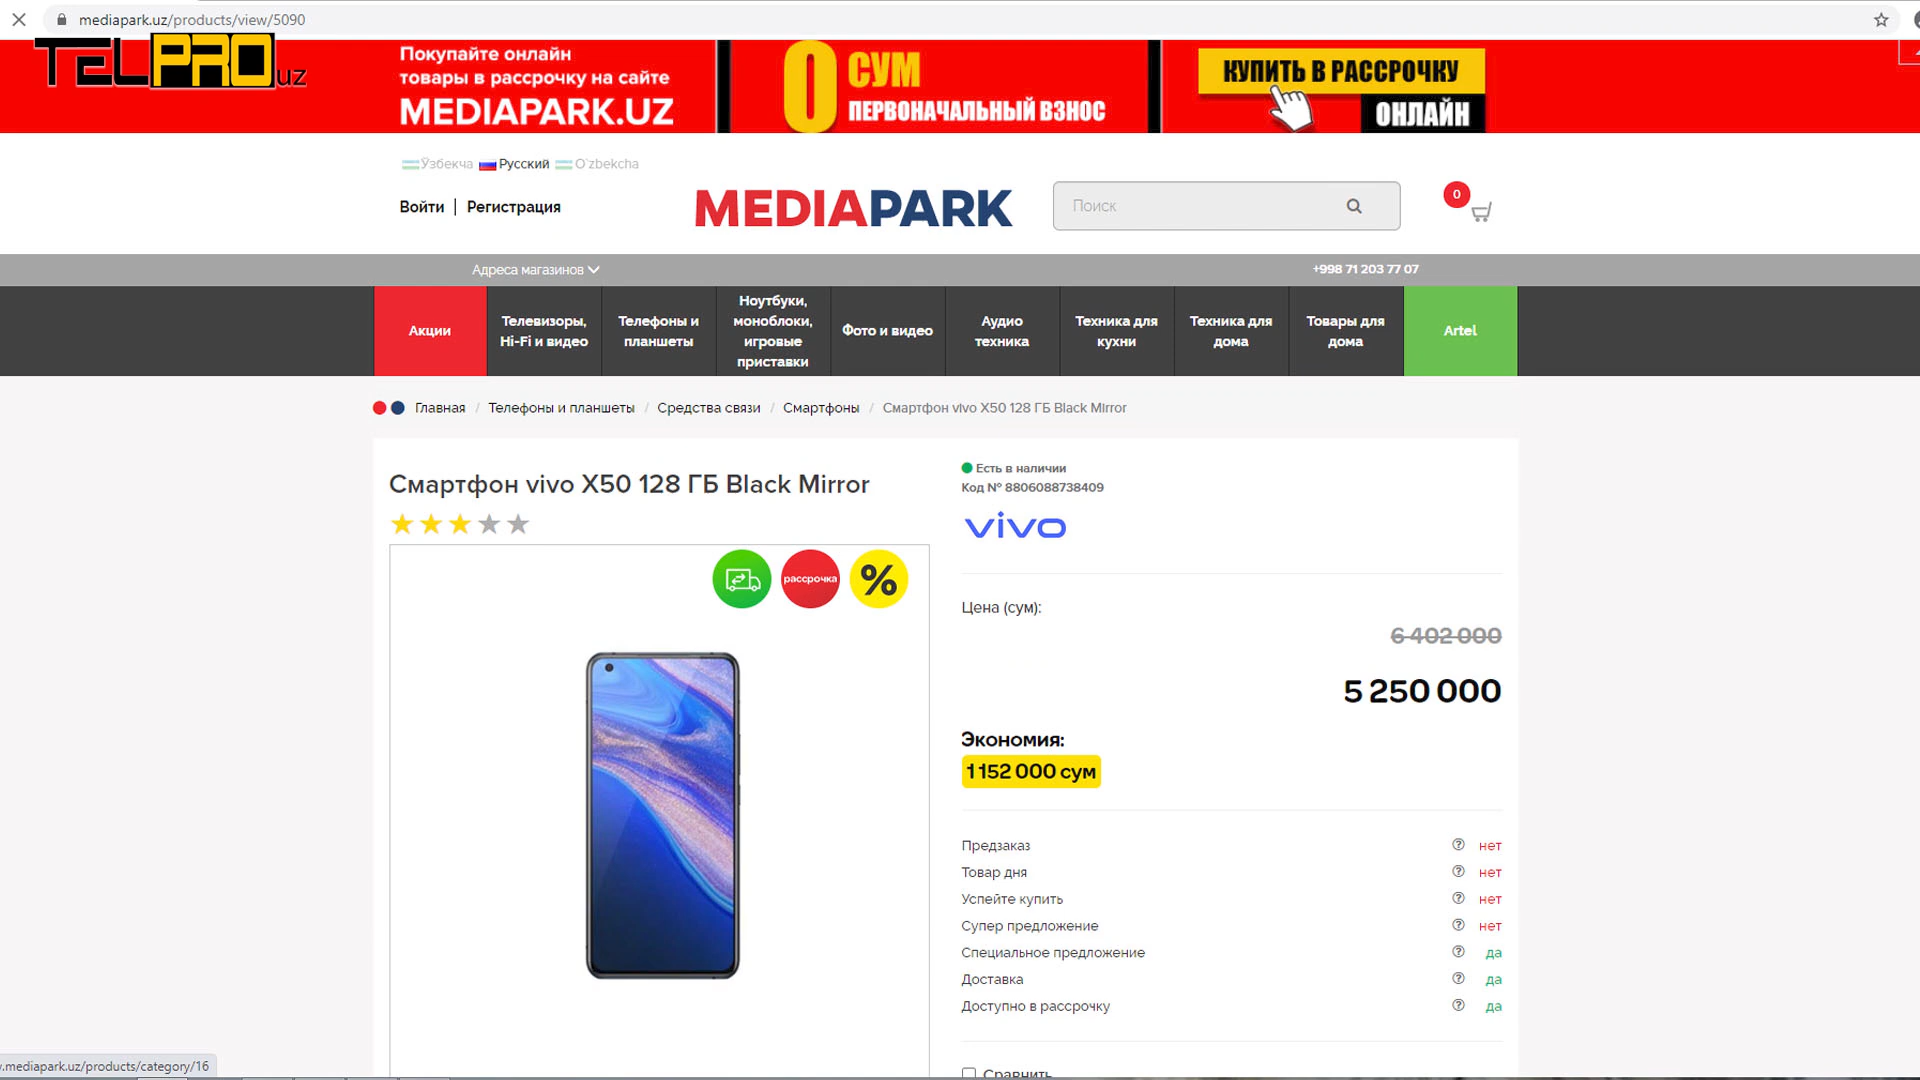 mediapark.uz/products/view/5090
TELPRO.uz
Покупайте онлайн
товары в рассрочку на сайте
MEDIAPARK.UZ
0 СУМ
ПЕРВОНАЧАЛЬНЫЙ ВЗНОС
КУПИТЬ В РАССРОЧКУ
ОНЛАЙН
Ўзбекча Русский O`zbekcha
Войти | Регистрация
MEDIAPARK
Поиск
0
Адреса магазинов
+998 71 203 77 07
Акции
Телевизоры,
Hi-Fi и видео
Телефоны и
планшеты
Ноутбуки,
моноблоки,
игровые
приставки
Фото и видео
Аудио
техника
Техника для
кухни
Техника для
дома
Товары для
дома
Artel
Главная / Телефоны и планшеты / Средства связи / Смартфоны / Смартфон vivo X50 128 ГБ Black Mirror
Смартфон vivo X50 128 ГБ Black Mirror
рассрочка
%
Есть в наличии
Код № 8806088738409
vivo
Цена (сум):
6 402 000
5 250 000
Экономия:
1 152 000 сум
Предзаказ ? нет
Товар дня ? нет
Успейте купить ? нет
Супер предложение ? нет
Специальное предложение ? да
Доставка ? да
Доступно в рассрочку ? да
Сравнить
.mediapark.uz/products/category/16